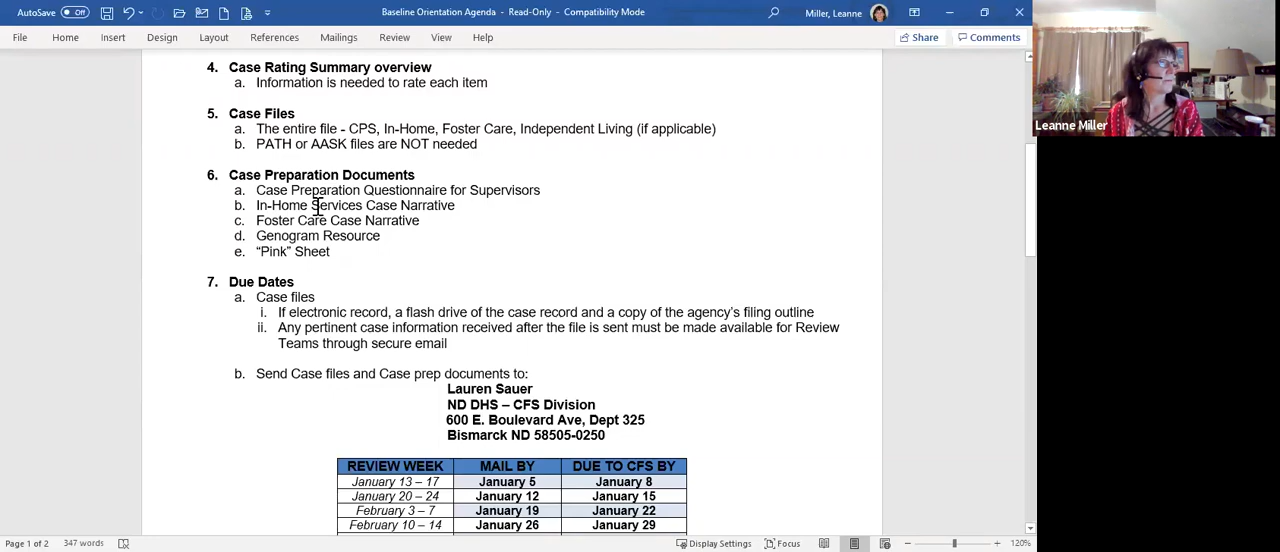 AutoSave Off Baseline Orientation Agenda - Read-Only - Compatibility Mode Miller, Leanne
File Home Insert Design Layout References Mailings Review View Help Share Comments
4. Case Rating Summary overview
a. Information is needed to rate each item
5. Case Files
a. The entire file - CPS, In-Home, Foster Care, Independent Living (if applicable)
b. PATH or AASK files are NOT needed
6. Case Preparation Documents
a. Case Preparation Questionnaire for Supervisors
b. In-Home Services Case Narrative
c. Foster Care Case Narrative
d. Genogram Resource
e. “Pink” Sheet
7. Due Dates
a. Case files
i. If electronic record, a flash drive of the case record and a copy of the agency’s filing outline
ii. Any pertinent case information received after the file is sent must be made available for Review
Teams through secure email
b. Send Case files and Case prep documents to:
Lauren Sauer
ND DHS – CFS Division
600 E. Boulevard Ave, Dept 325
Bismarck ND 58505-0250
REVIEW WEEK MAIL BY DUE TO CFS BY
January 13 – 17 January 5 January 8
January 20 – 24 January 12 January 15
February 3 – 7 January 19 January 22
February 10 – 14 January 26 January 29
Page 1 of 2 347 words Display Settings Focus 120%
Leanne Miller